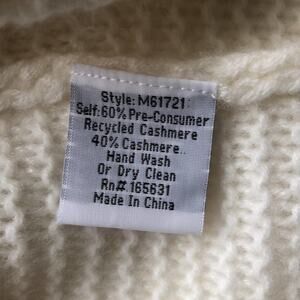 Style: M61721
Self: 60% Pre-Consumer
Recycled Cashmere
40% Cashmere..
Hand Wash
Or Dry Clean
Rn#.165631
Made In China